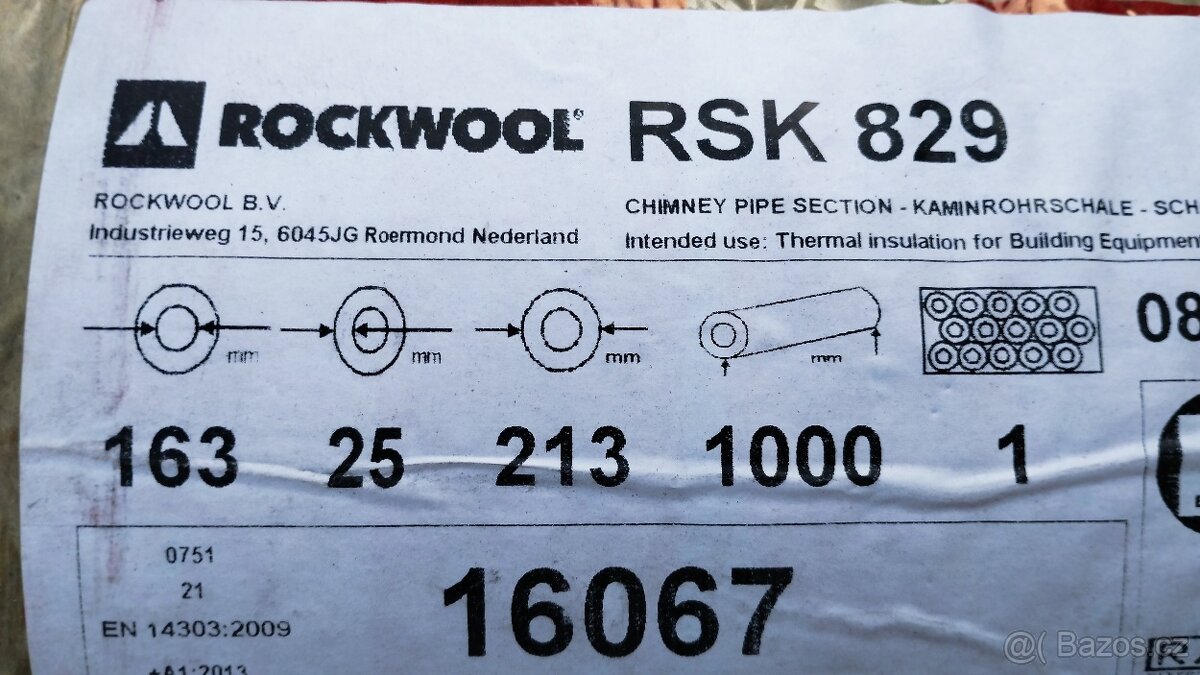 ROCKWOOL® RSK 829
ROCKWOOL B.V.
Industrieweg 15, 6045JG Roermond Nederland
CHIMNEY PIPE SECTION - KAMINROHRSCHALE - SCH
Intended use: Thermal insulation for Building Equipmen
mm mm mm mm
08
163 25 213 1000 1
0751
21
EN 14303:2009
+A1:2013
16067
@( Bazos.cz